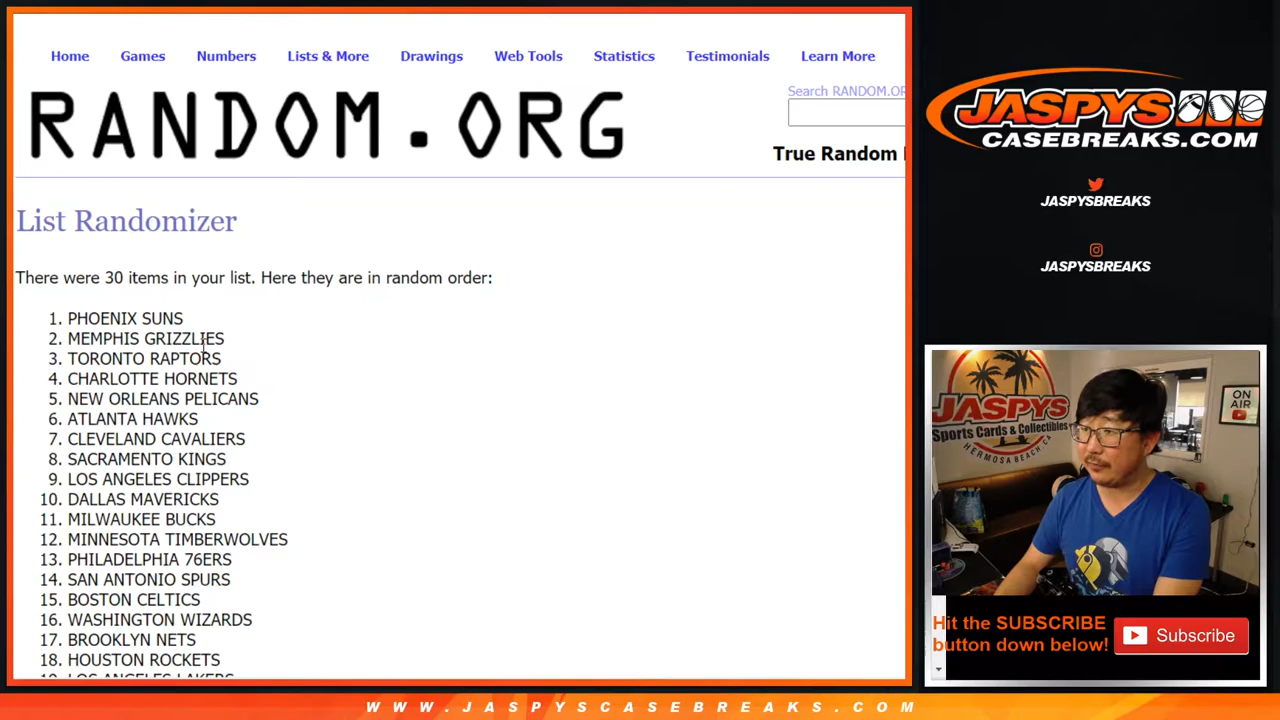 Home Games Numbers Lists & More Drawings Web Tools Statistics Testimonials Learn More
RANDOM.ORG
Search RANDOM.OR
True Random
List Randomizer
There were 30 items in your list. Here they are in random order:
1. PHOENIX SUNS
2. MEMPHIS GRIZZLIES
3. TORONTO RAPTORS
4. CHARLOTTE HORNETS
5. NEW ORLEANS PELICANS
6. ATLANTA HAWKS
7. CLEVELAND CAVALIERS
8. SACRAMENTO KINGS
9. LOS ANGELES CLIPPERS
10. DALLAS MAVERICKS
11. MILWAUKEE BUCKS
12. MINNESOTA TIMBERWOLVES
13. PHILADELPHIA 76ERS
14. SAN ANTONIO SPURS
15. BOSTON CELTICS
16. WASHINGTON WIZARDS
17. BROOKLYN NETS
18. HOUSTON ROCKETS
19. LOS ANGELES LAKERS
JASPYS
CASEBREAKS.COM
JASPYSBREAKS
JASPYSBREAKS
JASPYS
Sports Cards & Collectibles
HERMOSA BEACH, CA
ON
AIR
Hit the SUBSCRIBE
button down below!
Subscribe
WWW.JASPYSCASEBREAKS.COM